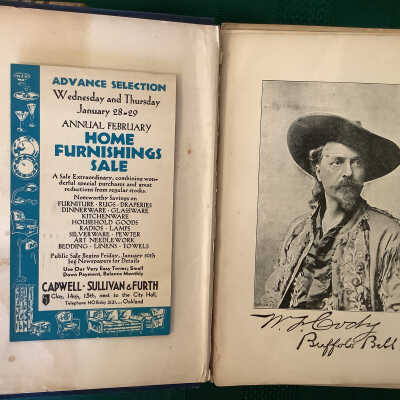 ADVANCE SELECTION
Wednesday and Thursday
January 28-29
ANNUAL FEBRUARY
HOME
FURNISHINGS
SALE
A Sale Extraordinary, combining won-
derful special purchases and great
reductions from regular stocks.
Noteworthy Savings on
FURNITURE - RUGS - DRAPERIES
DINNERWARE - GLASSWARE
KITCHENWARE
HOUSEHOLD GOODS
RADIOS - LAMPS
SILVERWARE - PEWTER
ART NEEDLEWORK
BEDDING - LINENS - TOWELS
Public Sale Begins Friday, January 30th
See Newspapers for Details
Use Our Very Easy Terms; Small
Down Payment, Balance Monthly
CAPWELL - SULLIVAN & FURTH
Clay, 14th, 15th, next to the City Hall,
Oakland
W. F. Cody
Buffalo Bill